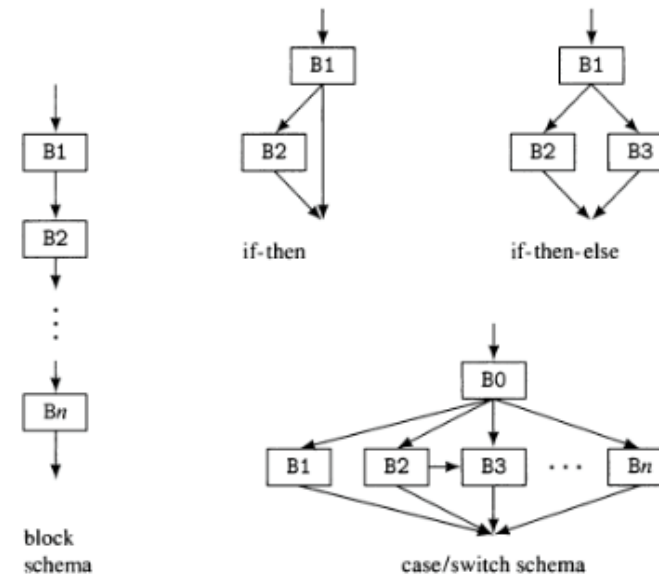 B1
B2
⋮
Bn
block
schema
B1
B2
if-then
B1
B2
B3
if-then-else
B0
B1
B2
B3
···
Bn
case/switch schema